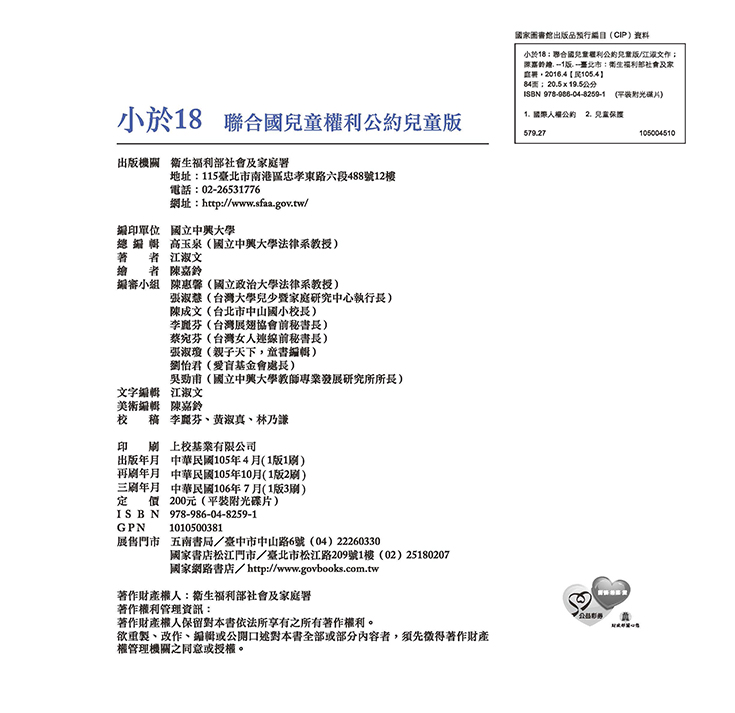 國家圖書館出版品預行編目（CIP）資料
小於18：聯合國兒童權利公約兒童版/江淑文作；
陳嘉鈴繪. --1版. --臺北市：衛生福利部社會及家
庭署，2016.4【民105.4】
84面； 20.5 x 19.5公分
ISBN 978-986-04-8259-1 （平裝附光碟片）
1. 國際人權公約 2. 兒童保護
579.27 105004510
小於18 聯合國兒童權利公約兒童版
出版機關 衛生福利部社會及家庭署
地址：115臺北市南港區忠孝東路六段488號12樓
電話：02-26531776
網址：http://www.sfaa.gov.tw/
編印單位 國立中興大學
總編輯 高玉泉（國立中興大學法律系教授）
著者 江淑文
繪者 陳嘉鈴
編審小組 陳惠馨（國立政治大學法律系教授）
張淑慧（台灣大學兒少暨家庭研究中心執行長）
陳成文（台北市中山國小校長）
李麗芬（台灣展翅協會前秘書長）
蔡宛芬（台灣女人連線前秘書長）
張淑瓊（親子天下，童書編輯）
劉怡君（愛盲基金會處長）
吳勁甫（國立中興大學教師專業發展研究所所長）
文字編輯 江淑文
美術編輯 陳嘉鈴
校稿 李麗芬、黃淑真、林乃謙
印刷 上校基業有限公司
出版年月 中華民國105年4月(1版1刷)
再刷年月 中華民國105年10月(1版2刷)
三刷年月 中華民國106年7月(1版3刷)
定價 200元（平裝附光碟片）
ISBN 978-986-04-8259-1
GPN 1010500381
展售門市 五南書局／臺中市中山路6號（04）22260330
國家書店松江門市／臺北市松江路209號1樓（02）25180207
國家網路書店／http://www.govbooks.com.tw
著作財產權人：衛生福利部社會及家庭署
著作權利管理資訊：
著作財產權人保留對本書依法所享有之所有著作權利。
欲重製、改作、編輯或公開口述對本書全部或部分內容者，須先徵得著作財產
權管理機關之同意或授權。
公益彩券